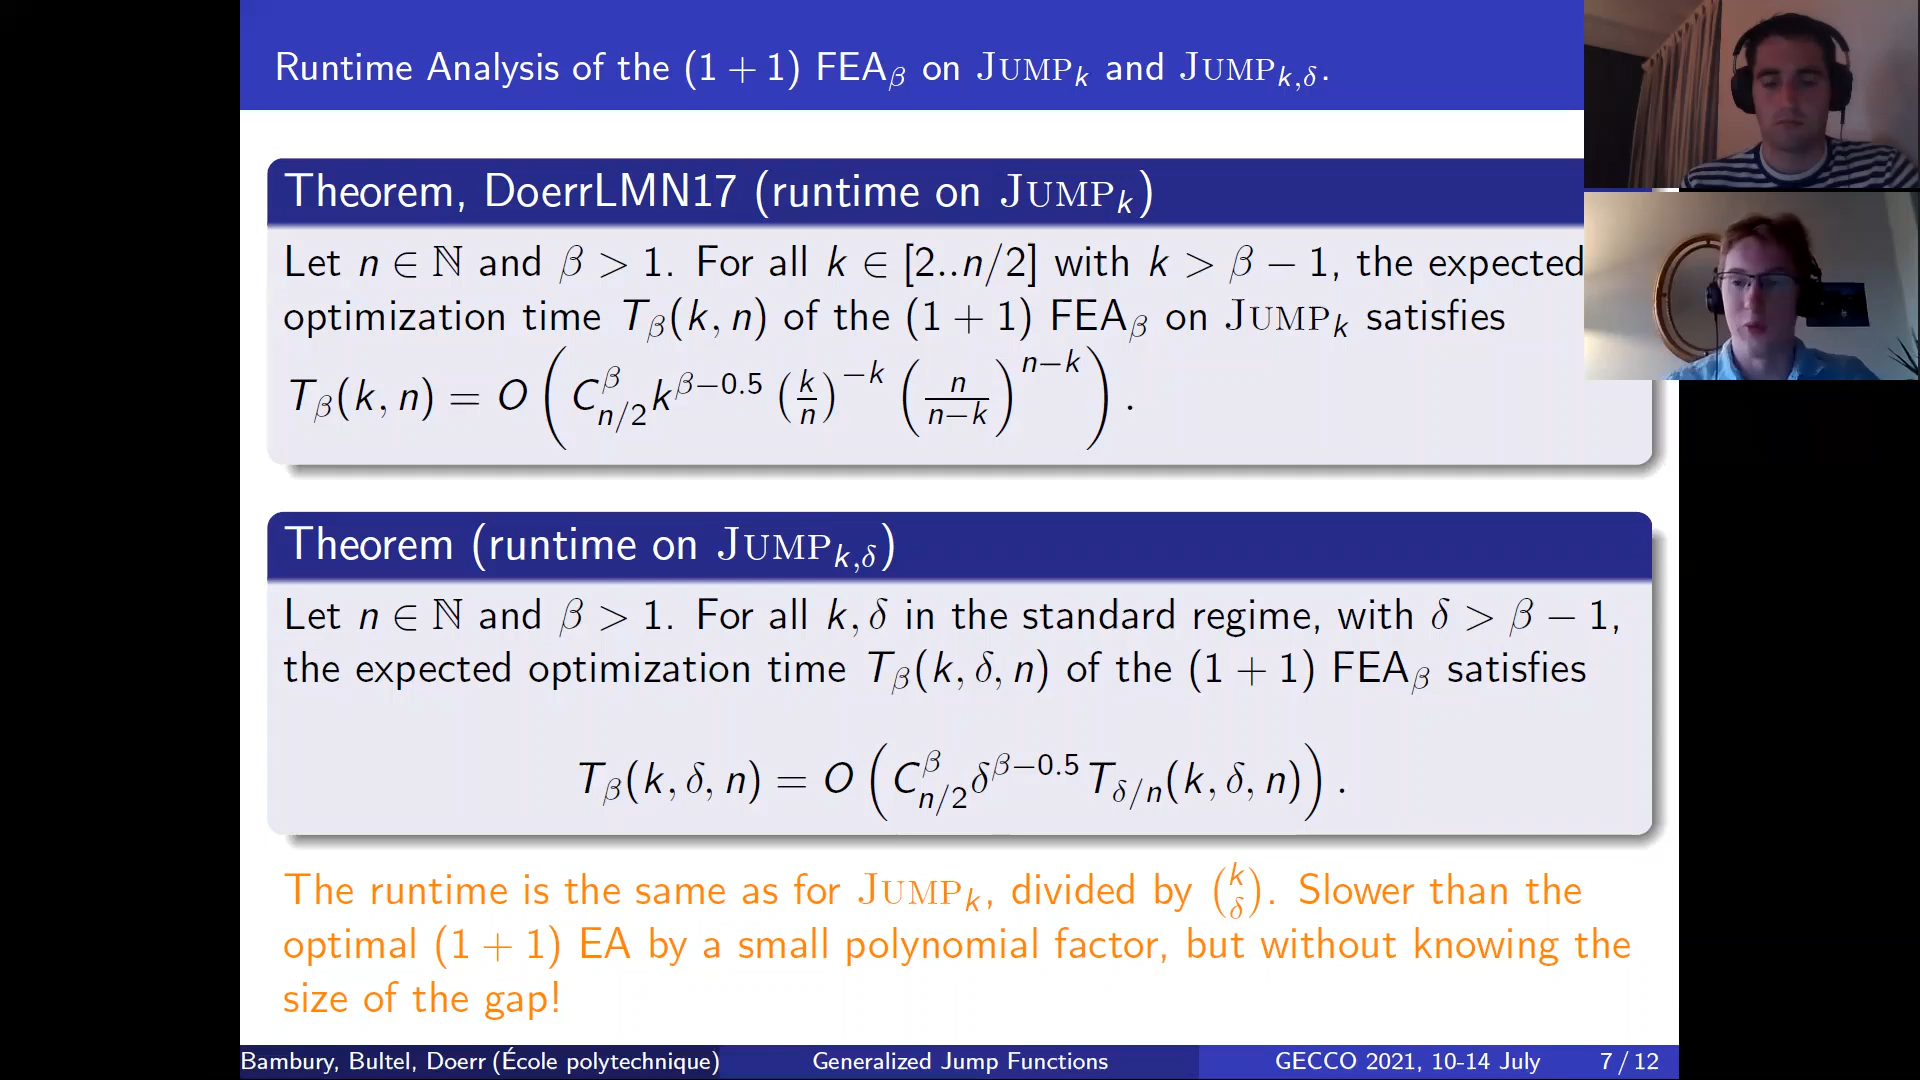 Runtime Analysis of the (1 + 1) FEA_β on JUMP_k and JUMP_{k,δ}.
Theorem, DoerrLMN17 (runtime on JUMP_k)
Let n ∈ ℕ and β > 1. For all k ∈ [2..n/2] with k > β − 1, the expected
optimization time T_β(k, n) of the (1 + 1) FEA_β on JUMP_k satisfies
T_β(k, n) = O( C^β_{n/2} k^{β−0.5} (k/n)^{−k} (n/(n−k))^{n−k} ).
Theorem (runtime on JUMP_{k,δ})
Let n ∈ ℕ and β > 1. For all k, δ in the standard regime, with δ > β − 1,
the expected optimization time T_β(k, δ, n) of the (1 + 1) FEA_β satisfies
T_β(k, δ, n) = O( C^β_{n/2} δ^{β−0.5} T_{δ/n}(k, δ, n) ).
The runtime is the same as for JUMP_k, divided by (k δ). Slower than the
optimal (1 + 1) EA by a small polynomial factor, but without knowing the
size of the gap!
Bambury, Bultel, Doerr (École polytechnique) Generalized Jump Functions GECCO 2021, 10-14 July 7 / 12